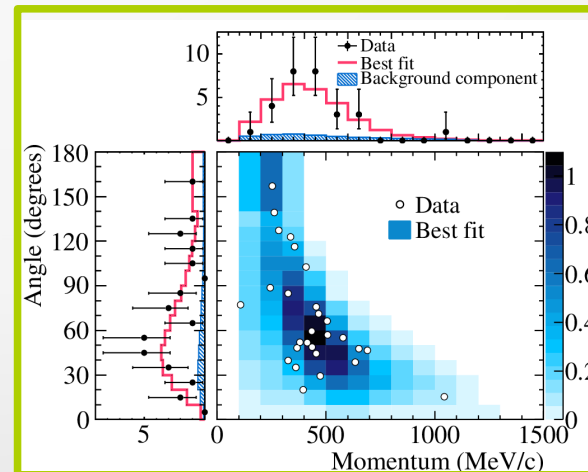 10
5
Data
Best fit
Background component
180
150
120
90
60
30
0
Angle (degrees)
5
Data
Best fit
1
0.8
0.6
0.4
0.2
0
0 500 1000 1500
Momentum (MeV/c)